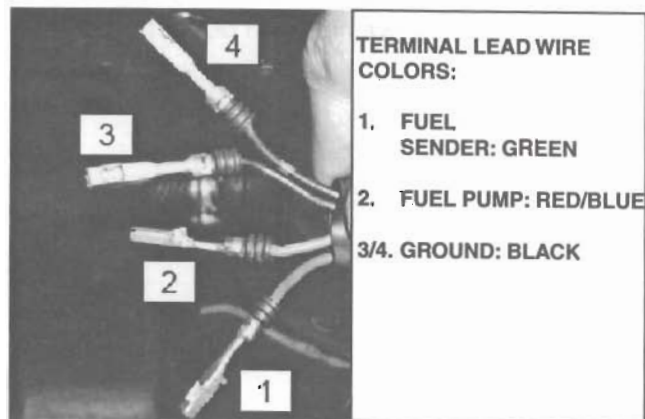 4
3
2
1
TERMINAL LEAD WIRE
COLORS:
1. FUEL
SENDER: GREEN
2. FUEL PUMP: RED/BLUE
3/4. GROUND: BLACK